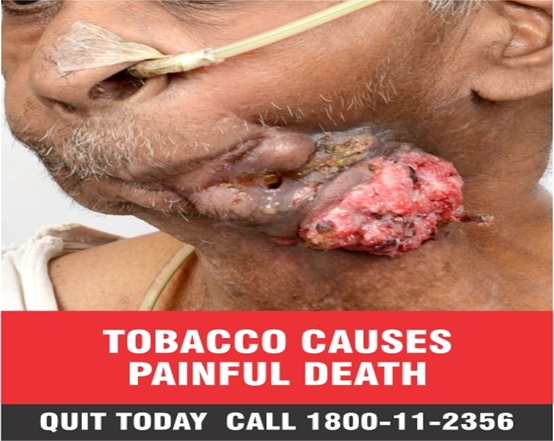 TOBACCO CAUSES
PAINFUL DEATH
QUIT TODAY CALL 1800-11-2356